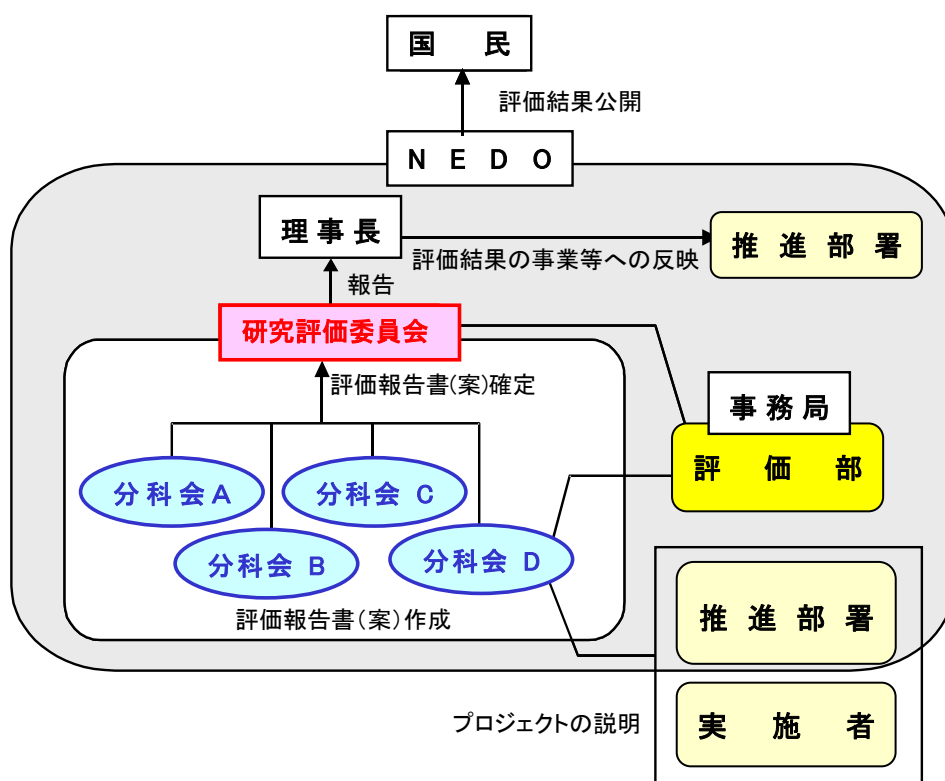 国 民
評価結果公開
N E D O
理事長
評価結果の事業等への反映
推進部署
報告
研究評価委員会
評価報告書(案)確定
事務局
評価部
分科会A
分科会 C
分科会 B
分科会 D
評価報告書(案)作成
推進部署
プロジェクトの説明
実施者